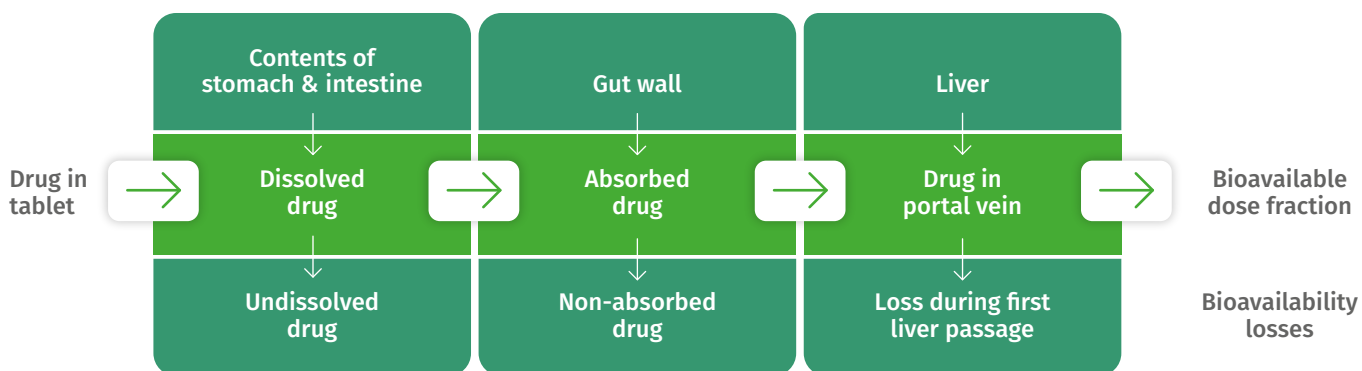 Contents of
stomach & intestine
Gut wall
Liver
Drug in
tablet
Dissolved
drug
Absorbed
drug
Drug in
portal vein
Bioavailable
dose fraction
Undissolved
drug
Non-absorbed
drug
Loss during first
liver passage
Bioavailability
losses